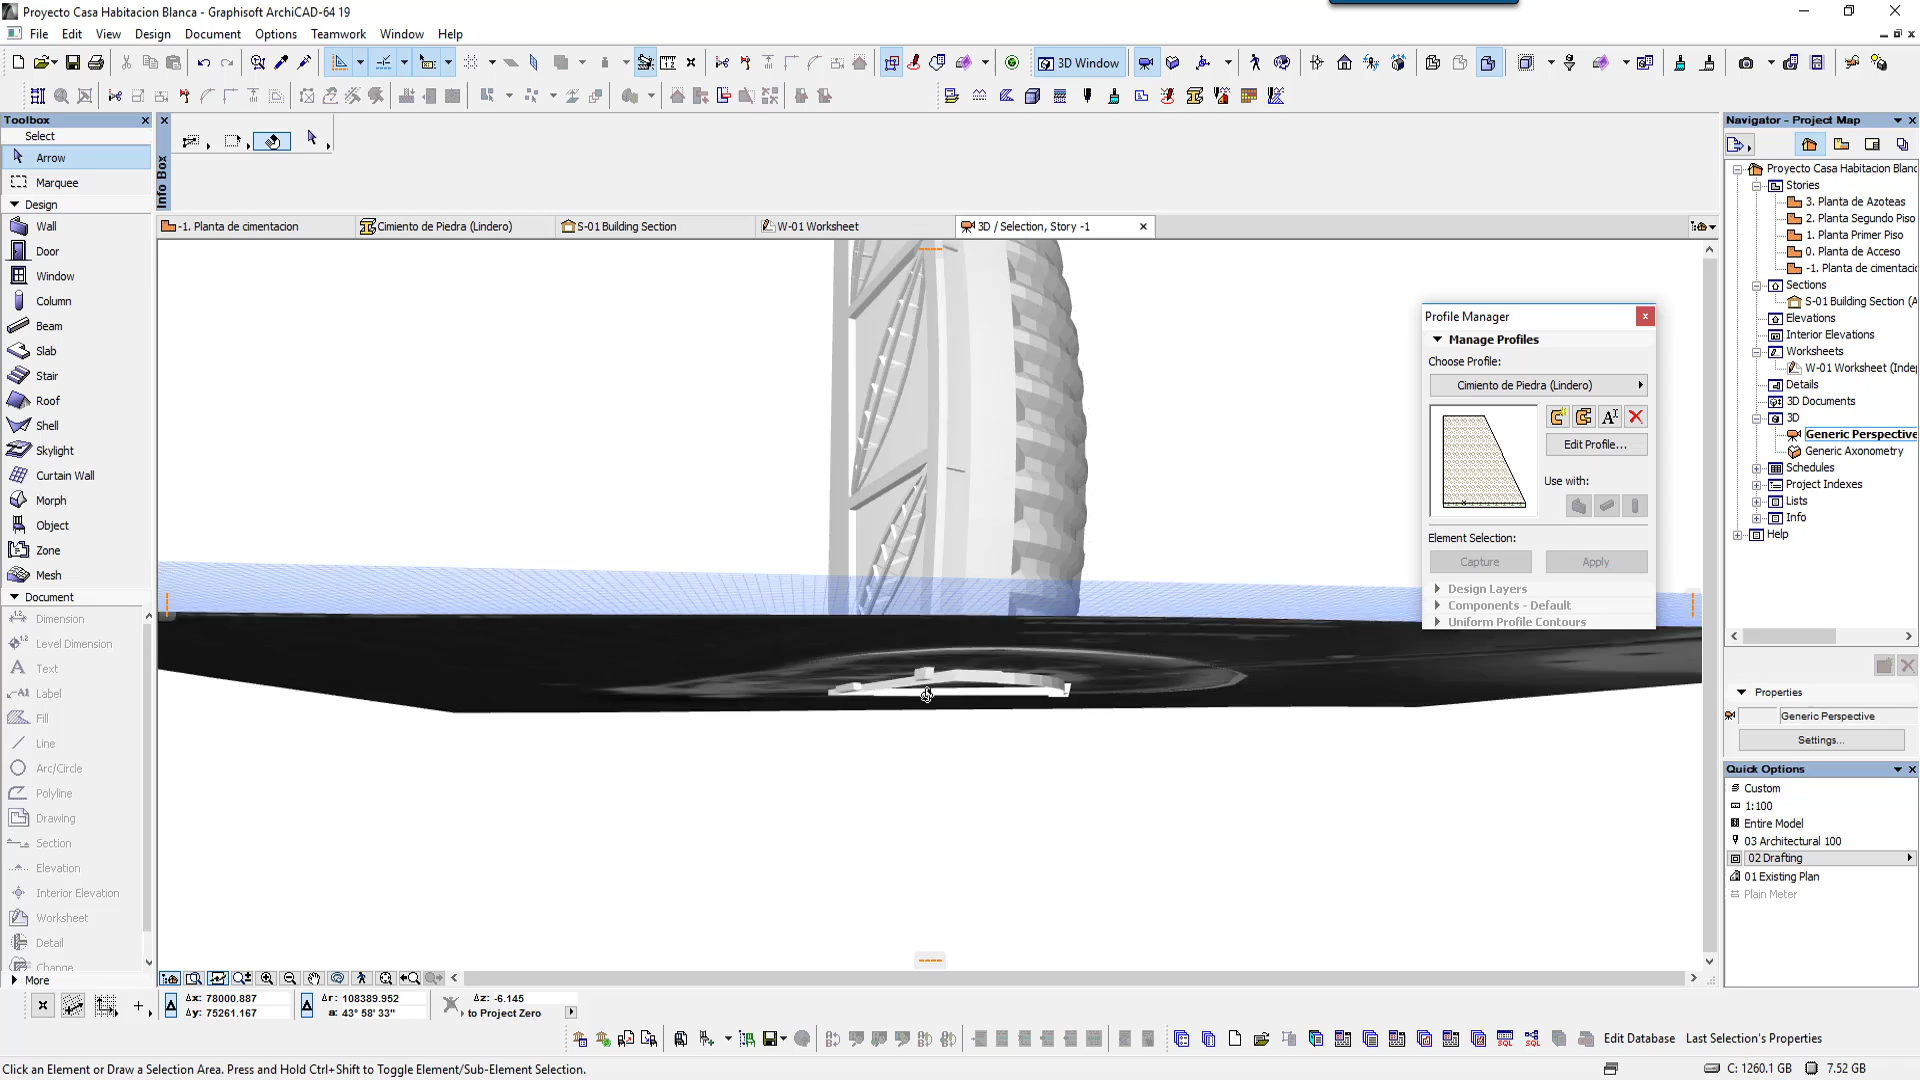 Proyecto Casa Habitacion Blanca - Graphisoft ArchiCAD-64 19
File Edit View Design Document Options Teamwork Window Help
3D Window
Toolbox
Select
Arrow
Marquee
Design
Wall
Door
Window
Column
Beam
Slab
Stair
Roof
Shell
Skylight
Curtain Wall
Morph
Object
Zone
Mesh
Document
Dimension
Level Dimension
Text
Label
Fill
Line
Arc/Circle
Polyline
Drawing
Section
Elevation
Interior Elevation
Worksheet
Detail
Change
More
Info Box
-1. Planta de cimentacion
Cimiento de Piedra (Lindero)
S-01 Building Section
W-01 Worksheet
3D / Selection, Story -1
Profile Manager
Manage Profiles
Choose Profile:
Cimiento de Piedra (Lindero)
Edit Profile...
Use with:
Element Selection:
Capture Apply
Design Layers
Components - Default
Uniform Profile Contours
Navigator - Project Map
Proyecto Casa Habitacion Blanc
Stories
3. Planta de Azoteas
2. Planta Segundo Piso
1. Planta Primer Piso
0. Planta de Acceso
-1. Planta de cimentacio
Sections
S-01 Building Section (A
Elevations
Interior Elevations
Worksheets
W-01 Worksheet (Inde
Details
3D Documents
3D
Generic Perspective
Generic Axonometry
Schedules
Project Indexes
Lists
Info
Help
Properties
Generic Perspective
Settings...
Quick Options
Custom
1:100
Entire Model
03 Architectural 100
02 Drafting
01 Existing Plan
Plain Meter
Δx: 78000.887
Δy: 75261.167
Δr: 108389.952
a: 43° 58' 33"
Δz: -6.145
to Project Zero
Edit Database Last Selection's Properties
Click an Element or Draw a Selection Area. Press and Hold Ctrl+Shift to Toggle Element/Sub-Element Selection.
C: 1260.1 GB
7.52 GB